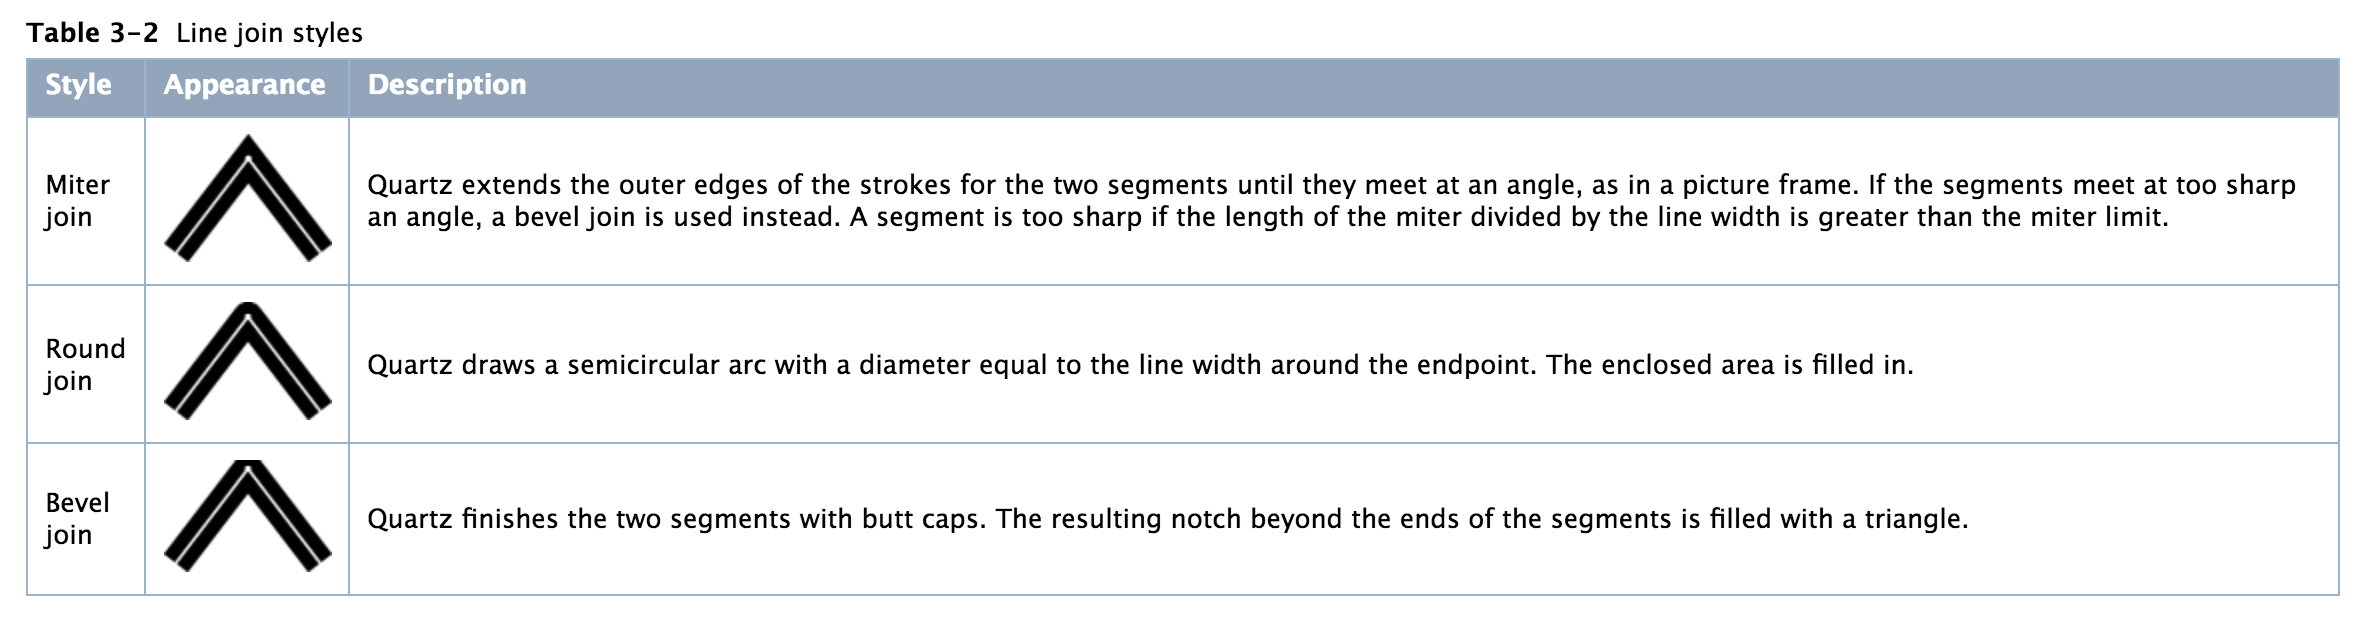 Table 3-2 Line join styles
Style Appearance Description
Miter
join
Quartz extends the outer edges of the strokes for the two segments until they meet at an angle, as in a picture frame. If the segments meet at too sharp
an angle, a bevel join is used instead. A segment is too sharp if the length of the miter divided by the line width is greater than the miter limit.
Round
join
Quartz draws a semicircular arc with a diameter equal to the line width around the endpoint. The enclosed area is filled in.
Bevel
join
Quartz finishes the two segments with butt caps. The resulting notch beyond the ends of the segments is filled with a triangle.